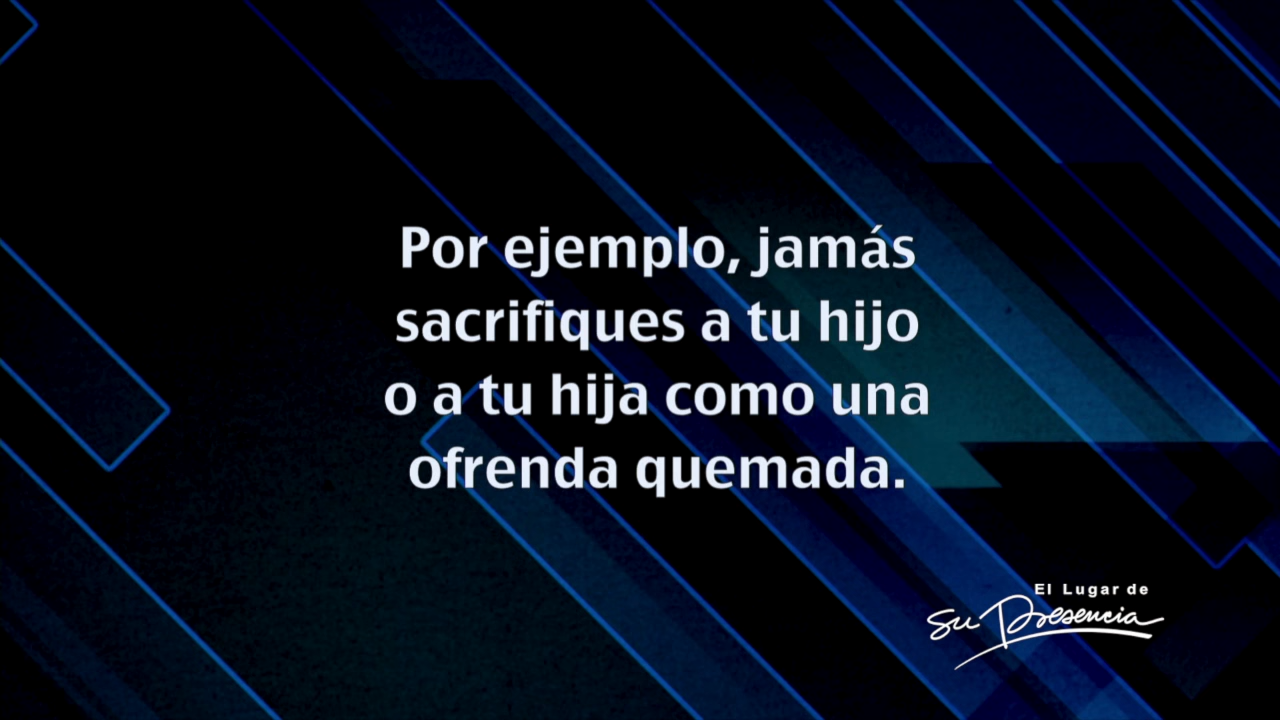 Por ejemplo, jamás
sacrifiques a tu hijo
o a tu hija como una
ofrenda quemada.
El Lugar de
Su Presencia